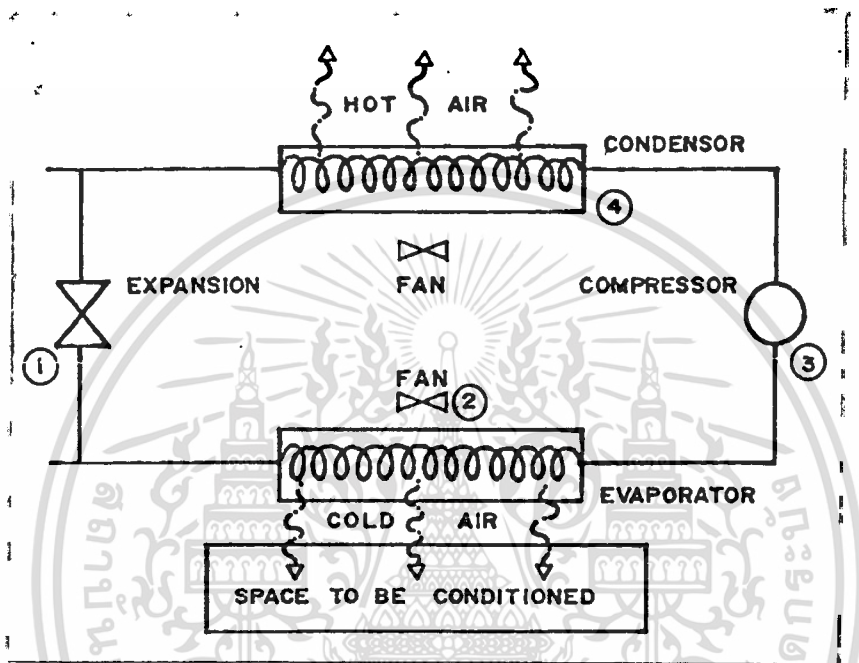 HOT AIR
CONDENSOR
④
EXPANSION
FAN
COMPRESSOR
①
③
FAN
②
EVAPORATOR
COLD AIR
SPACE TO BE CONDITIONED